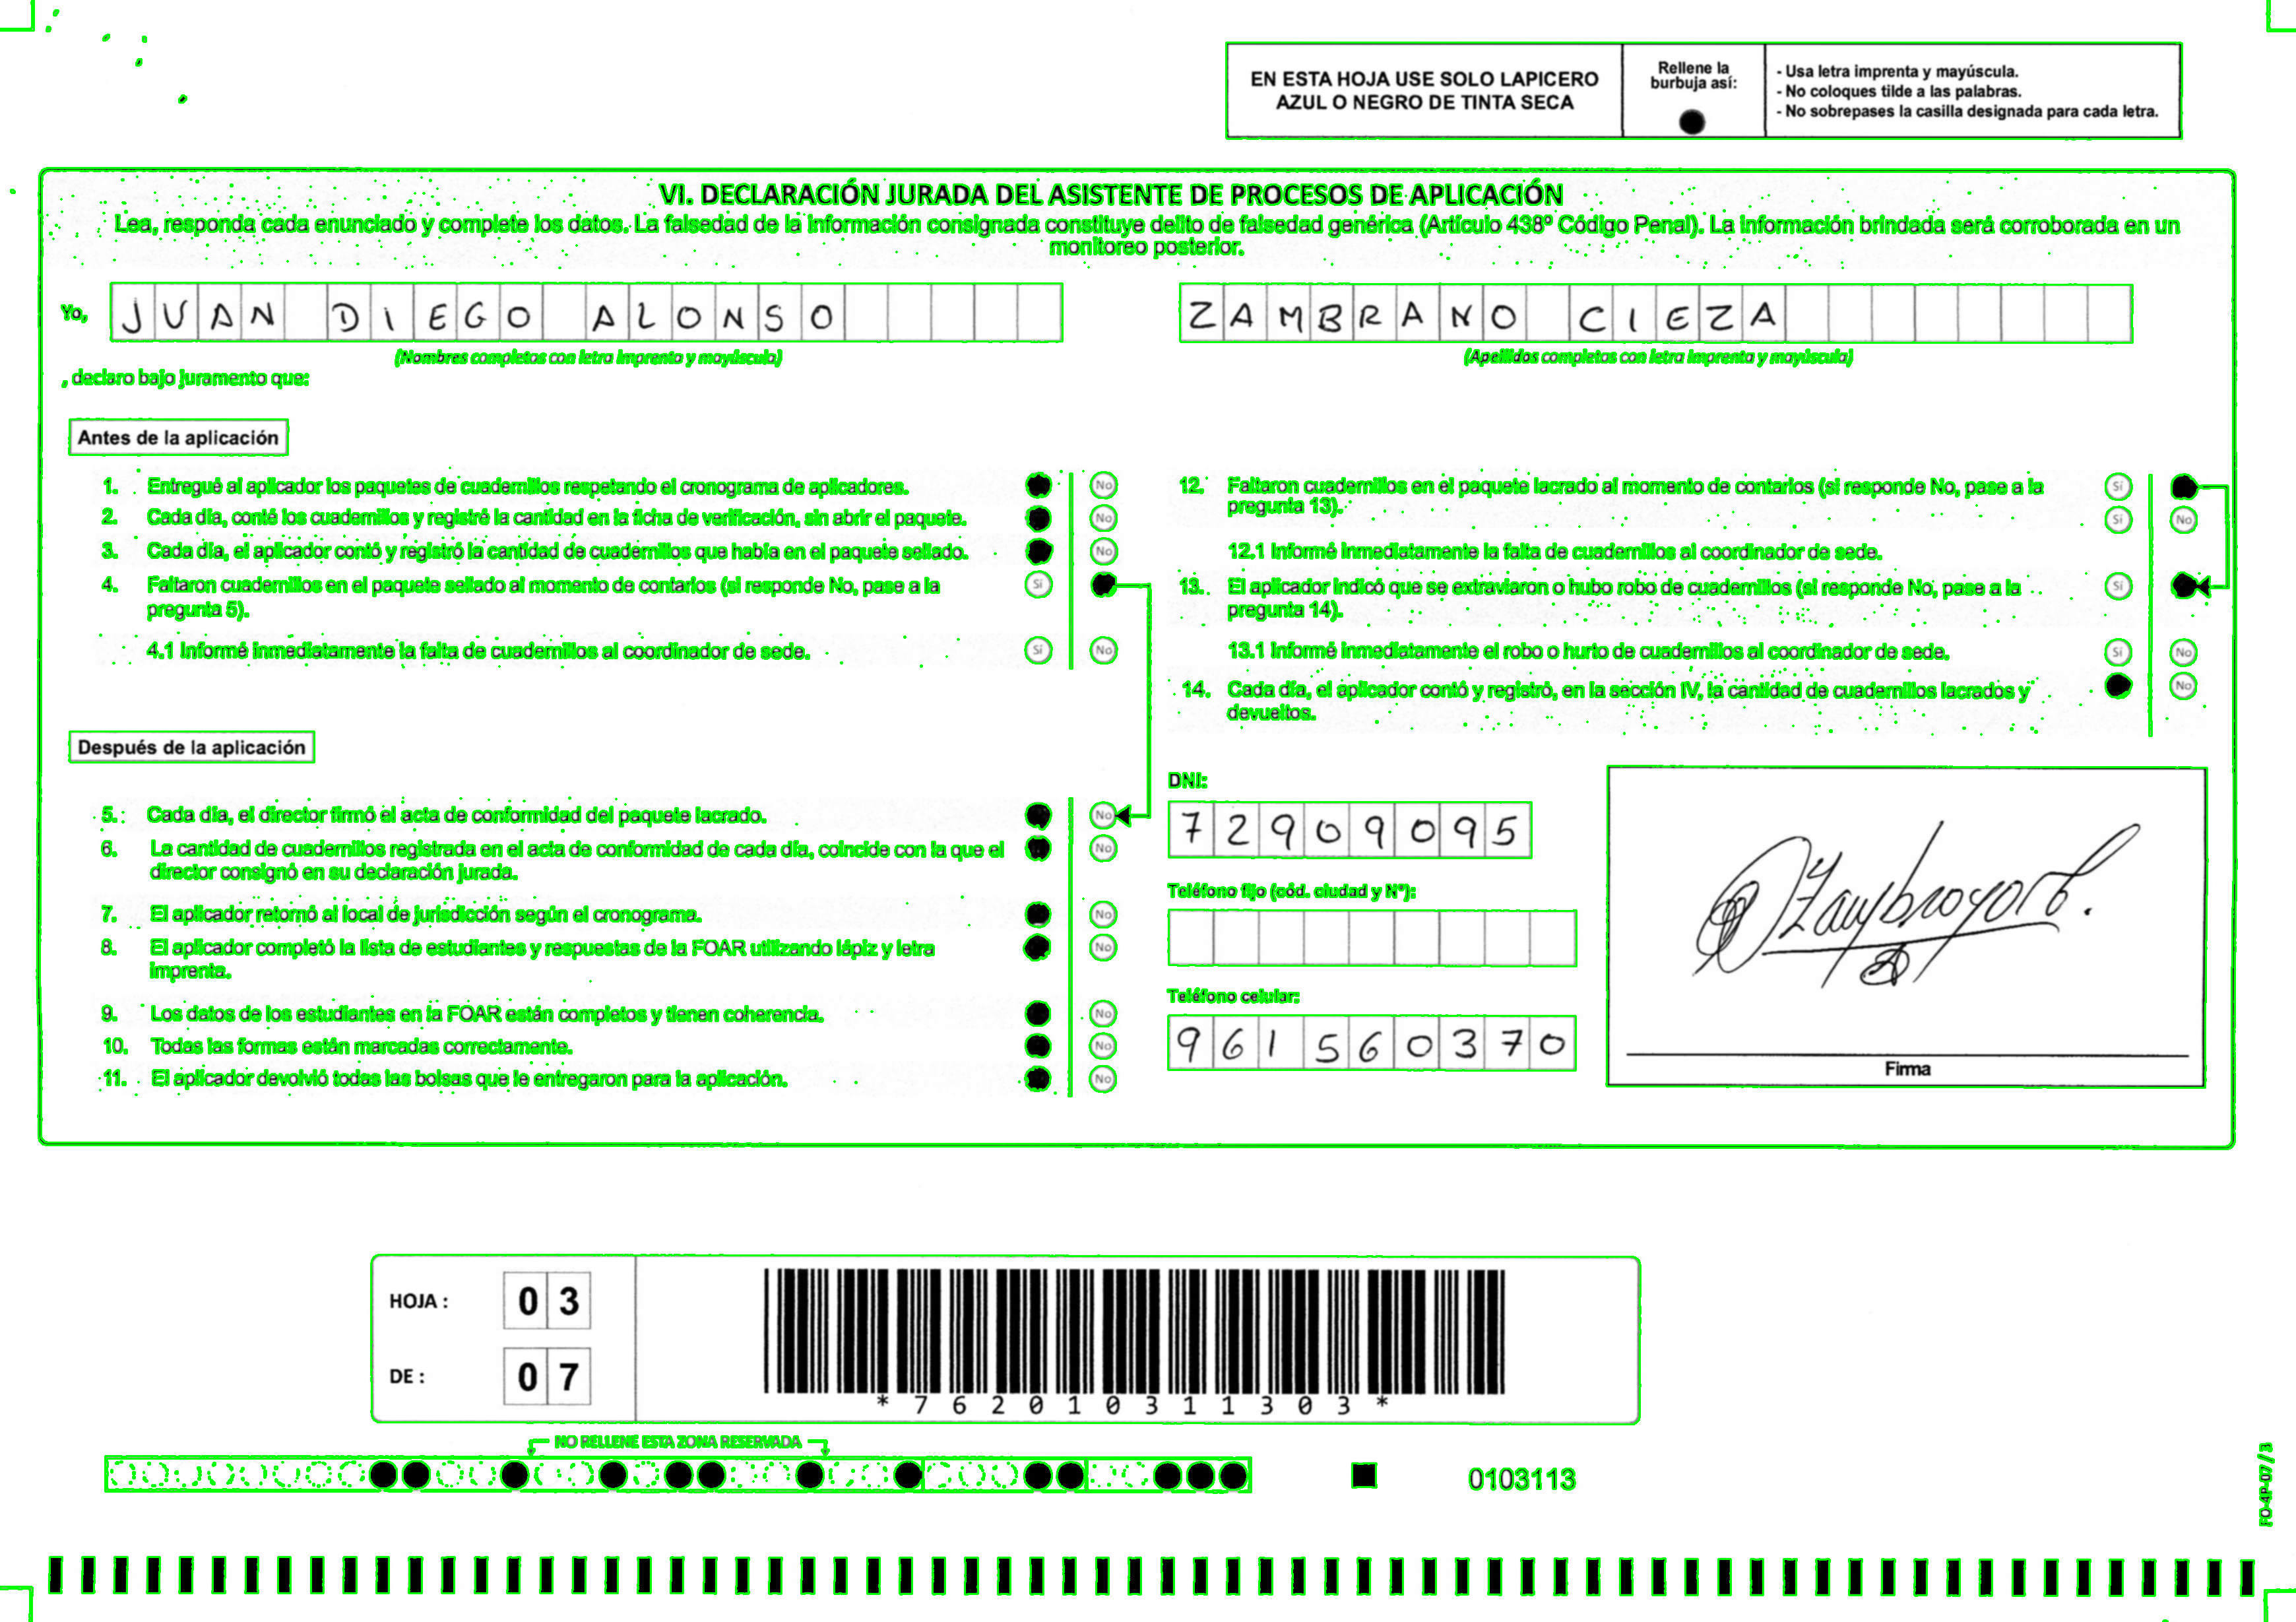 EN ESTA HOJA USE SOLO LAPICERO
AZUL O NEGRO DE TINTA SECA
Rellene la
burbuja así:
- Usa letra imprenta y mayúscula.
- No coloques tilde a las palabras.
- No sobrepases la casilla designada para cada letra.
VI. DECLARACIÓN JURADA DEL ASISTENTE DE PROCESOS DE APLICACIÓN
Lea, responda cada enunciado y complete los datos. La falsedad de la información consignada constituye delito de falsedad genérica (Artículo 438º Código Penal). La información brindada será corroborada en un
monitoreo posterior.
Yo, JUAN DIEGO ALONSO ZAMBRANO CIEZA
(Nombres completos con letra imprenta y mayúscula)
(Apellidos completos con letra imprenta y mayúscula)
, declaro bajo juramento que:
Antes de la aplicación
1. Entregué al aplicador los paquetes de cuadernillos respetando el cronograma de aplicadores. No
2. Cada día, conté los cuadernillos y registré la cantidad en la ficha de verificación, sin abrir el paquete. No
3. Cada día, el aplicador contó y registró la cantidad de cuadernillos que había en el paquete sellado. No
4. Faltaron cuadernillos en el paquete sellado al momento de contarlos (si responde No, pase a la Sí
pregunta 5).
4.1 Informé inmediatamente la falta de cuadernillos al coordinador de sede. Sí No
Después de la aplicación
5. Cada día, el director firmó el acta de conformidad del paquete lacrado. No
6. La cantidad de cuadernillos registrada en el acta de conformidad de cada día, coincide con la que el No
director consignó en su declaración jurada.
7. El aplicador retornó al local de jurisdicción según el cronograma. No
8. El aplicador completó la lista de estudiantes y respuestas de la FOAR utilizando lápiz y letra No
imprenta.
9. Los datos de los estudiantes en la FOAR están completos y tienen coherencia. No
10. Todas las formas están marcadas correctamente. No
11. El aplicador devolvió todas las bolsas que le entregaron para la aplicación. No
12. Faltaron cuadernillos en el paquete lacrado al momento de contarlos (si responde No, pase a la Sí
pregunta 13). Sí No
12.1 Informé inmediatamente la falta de cuadernillos al coordinador de sede.
13. El aplicador indicó que se extraviaron o hubo robo de cuadernillos (si responde No, pase a la Sí
pregunta 14).
13.1 Informé inmediatamente el robo o hurto de cuadernillos al coordinador de sede. Sí No
14. Cada día, el aplicador contó y registró, en la sección IV, la cantidad de cuadernillos lacrados y No
devueltos.
DNI:
72909095
Teléfono fijo (cód. ciudad y Nº):
Teléfono celular:
961560370
Firma
HOJA : 03
DE : 07
*762010311303*
NO RELLENE ESTA ZONA RESERVADA
0103113
FO-4P-07/3